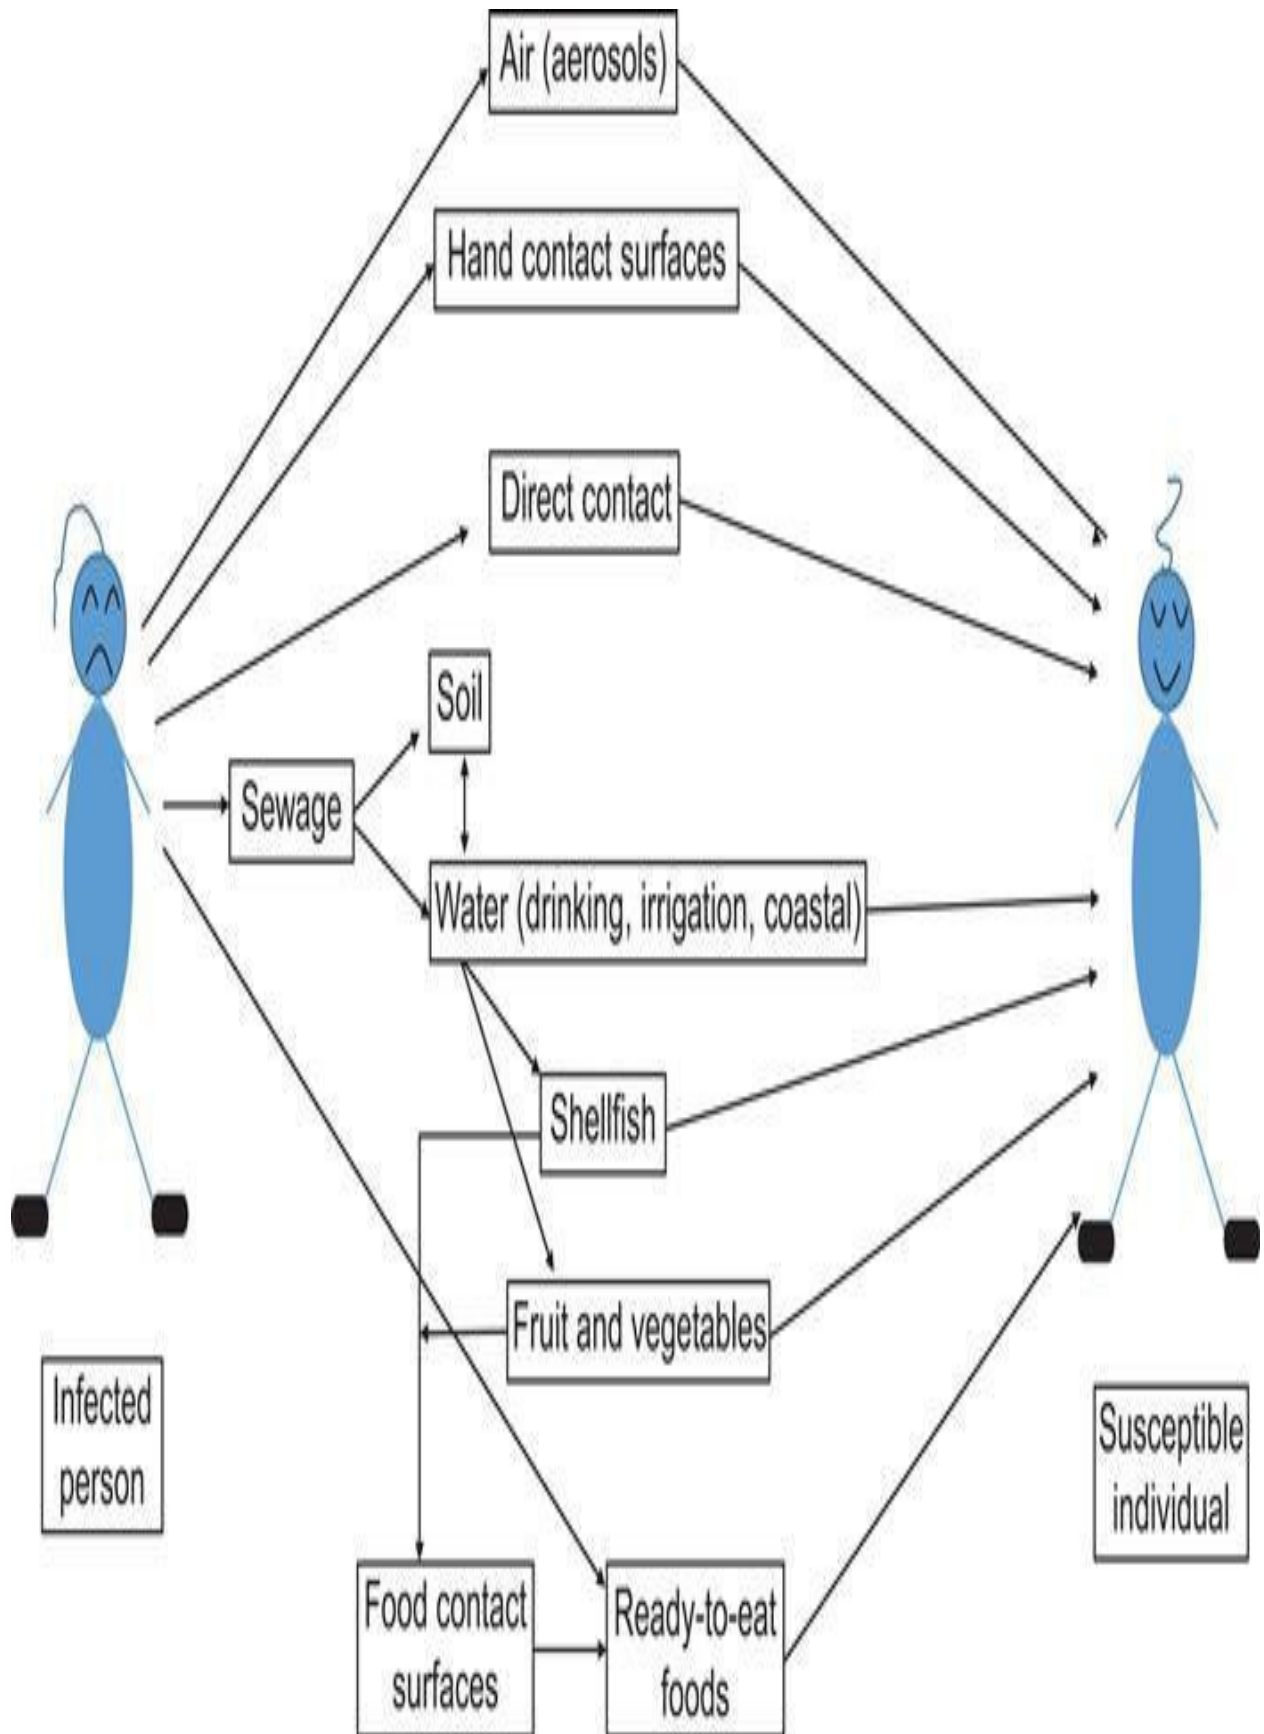 Air (aerosols)
Hand contact surfaces
Direct contact
Soil
Sewage
Water (drinking, irrigation, coastal)
Shellfish
Fruit and vegetables
Infected
person
Susceptible
individual
Food contact
surfaces
Ready-to-eat
foods